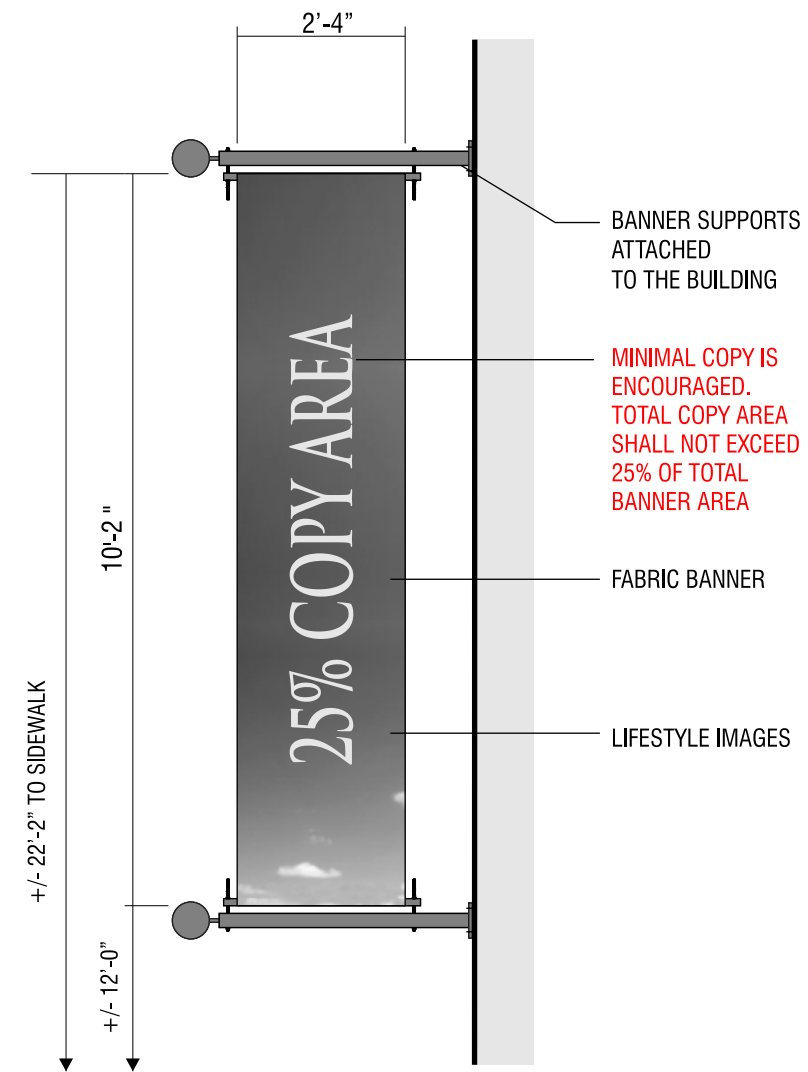 2’-4”
BANNER SUPPORTS
ATTACHED
TO THE BUILDING
MINIMAL COPY IS
ENCOURAGED.
TOTAL COPY AREA
SHALL NOT EXCEED
25% OF TOTAL
BANNER AREA
25% COPY AREA
10'-2 "
FABRIC BANNER
LIFESTYLE IMAGES
+/- 22’-2” TO SIDEWALK
+/- 12’-0”